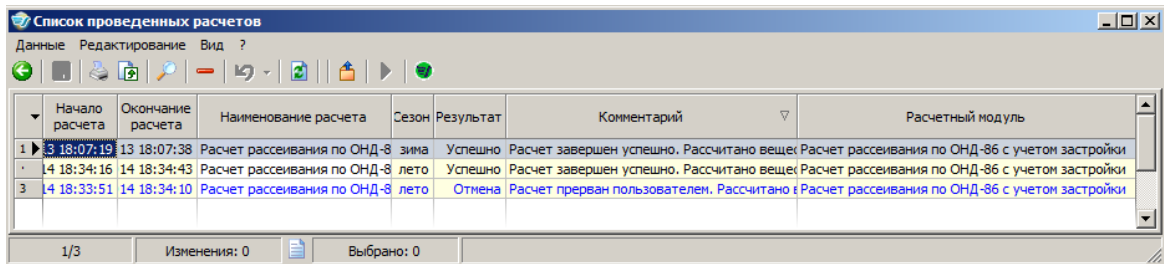 Список проведенных расчетов
Данные Редактирование Вид ?
Начало расчета Окончание расчета Наименование расчета Сезон Результат Комментарий Расчетный модуль
1 13 18:07:19 13 18:07:38 Расчет рассеивания по ОНД-8 зима Успешно Расчет завершен успешно. Рассчитано вещес Расчет рассеивания по ОНД-86 с учетом застройки
· 14 18:34:16 14 18:34:43 Расчет рассеивания по ОНД-8 лето Успешно Расчет завершен успешно. Рассчитано вещес Расчет рассеивания по ОНД-86 с учетом застройки
3 14 18:33:51 14 18:34:10 Расчет рассеивания по ОНД-8 лето Отмена Расчет прерван пользователем. Рассчитано в Расчет рассеивания по ОНД-86 с учетом застройки
1/3 Изменения: 0 Выбрано: 0